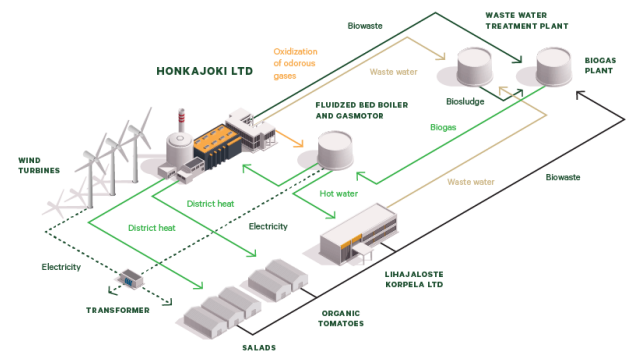 WASTE WATER
TREATMENT PLANT
Biowaste
Oxidization
of odorous
gases
HONKAJOKI LTD
Waste water
BIOGAS
PLANT
FLUIDZED BED BOILER
AND GASMOTOR
Biosludge
Biogas
WIND
TURBINES
Hot water
Waste water
Biowaste
District heat
Electricity
District heat
Electricity
LIHAJALOSTE
KORPELA LTD
TRANSFORMER
ORGANIC
TOMATOES
SALADS